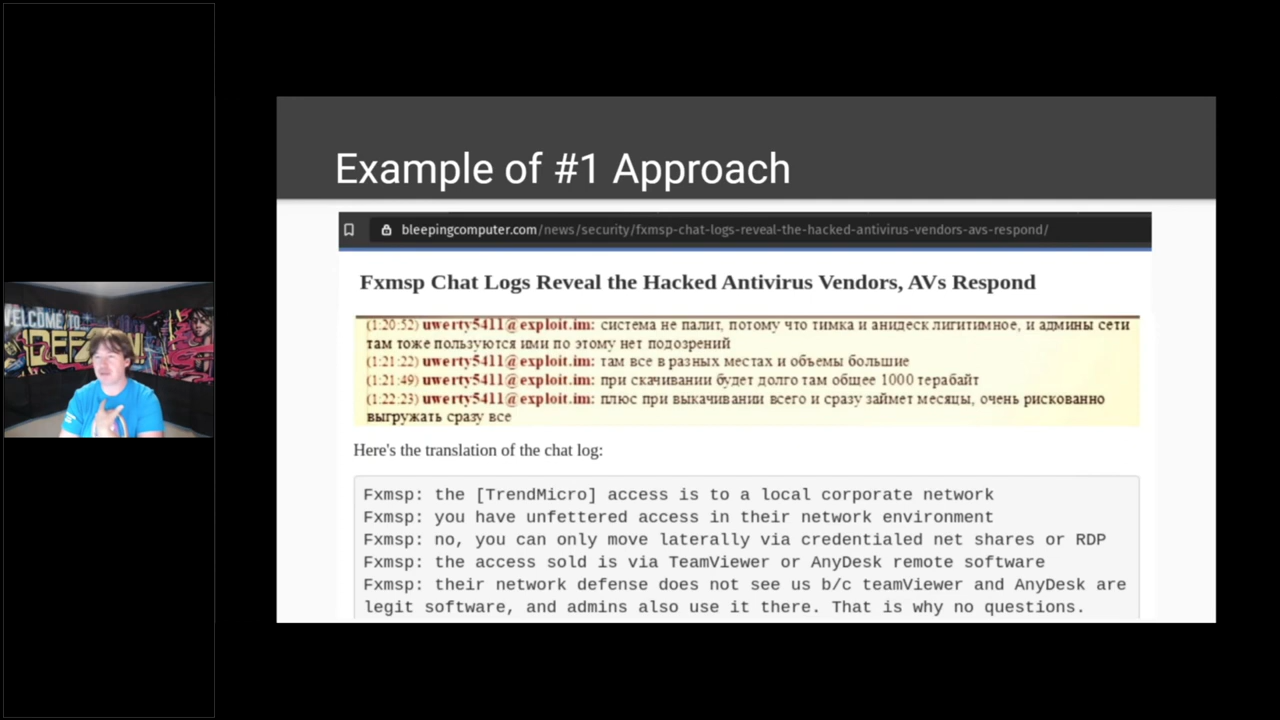 WELCOME TO
DEFCON!
Example of #1 Approach
bleepingcomputer.com/news/security/fxmsp-chat-logs-reveal-the-hacked-antivirus-vendors-avs-respond/
Fxmsp Chat Logs Reveal the Hacked Antivirus Vendors, AVs Respond
(1:20:52) uwerty5411@exploit.im: система не палит, потому что тимка и анидеск лигитимное, и админы сети
там тоже пользуются ими по этому нет подозрений
(1:21:22) uwerty5411@exploit.im: там все в разных местах и объемы большие
(1:21:49) uwerty5411@exploit.im: при скачивании будет долго там общее 1000 терабайт
(1:22:23) uwerty5411@exploit.im: плюс при выкачивании всего и сразу займет месяцы, очень рискованно
выгружать сразу все
Here's the translation of the chat log:
Fxmsp: the [TrendMicro] access is to a local corporate network
Fxmsp: you have unfettered access in their network environment
Fxmsp: no, you can only move laterally via credentialed net shares or RDP
Fxmsp: the access sold is via TeamViewer or AnyDesk remote software
Fxmsp: their network defense does not see us b/c teamViewer and AnyDesk are
legit software, and admins also use it there. That is why no questions.